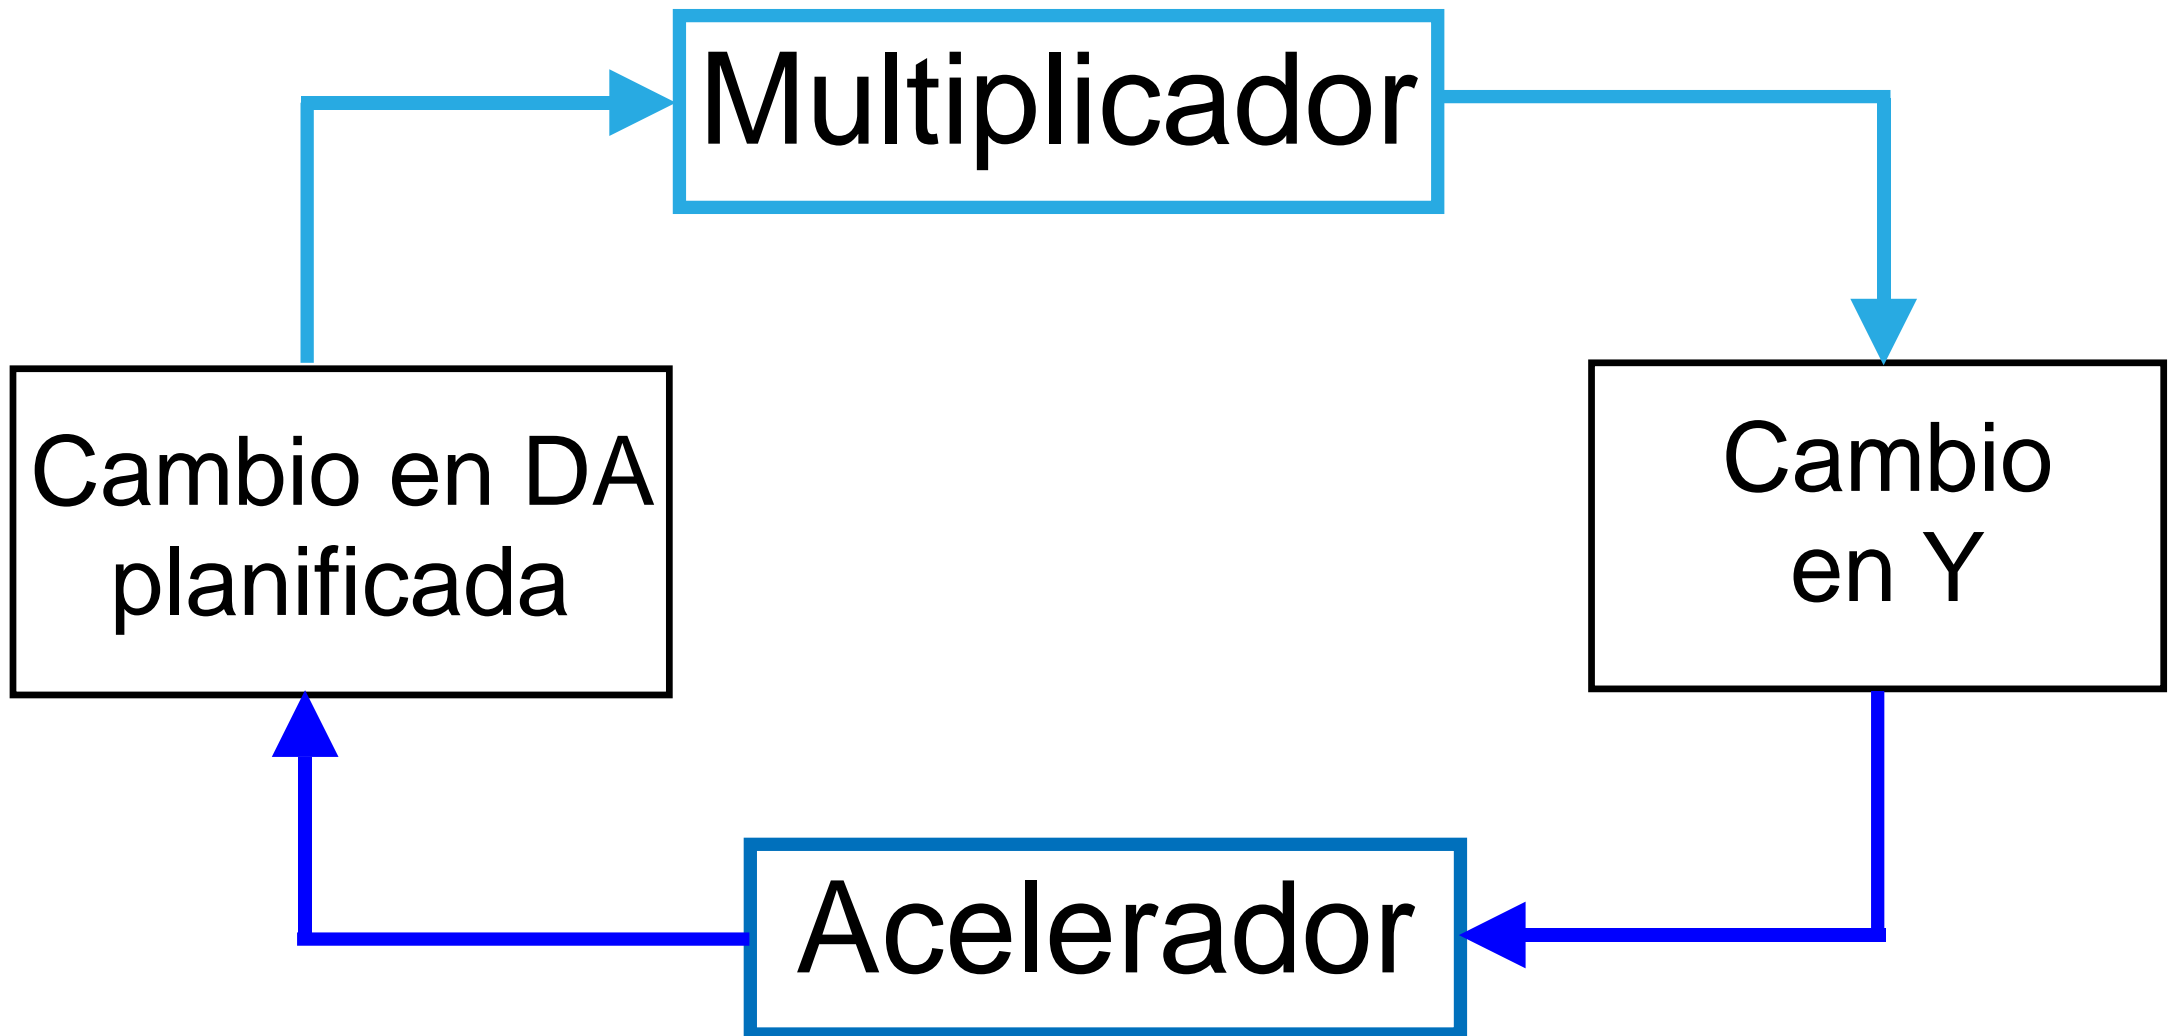 Multiplicador
Cambio en DA
planificada
Cambio
en Y
Acelerador